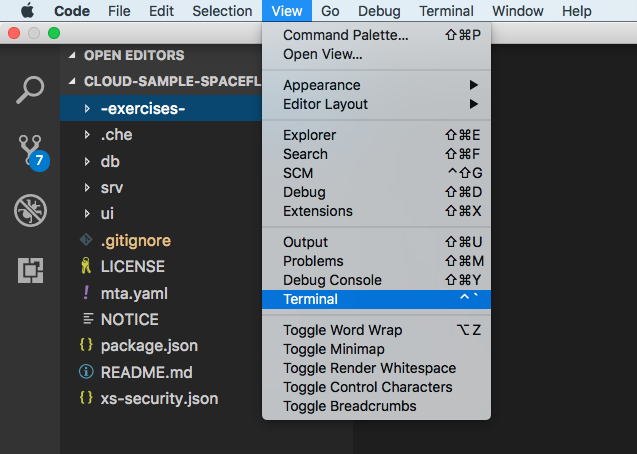 Code File Edit Selection View Go Debug Terminal Window Help
OPEN EDITORS
CLOUD-SAMPLE-SPACEFL
-exercises-
.che
db
srv
ui
.gitignore
LICENSE
! mta.yaml
NOTICE
{} package.json
README.md
{} xs-security.json
7
Command Palette... ⇧⌘P
Open View...
Appearance ▶
Editor Layout ▶
Explorer ⇧⌘E
Search ⇧⌘F
SCM ^⇧G
Debug ⇧⌘D
Extensions ⇧⌘X
Output ⇧⌘U
Problems ⇧⌘M
Debug Console ⇧⌘Y
Terminal ^`
Toggle Word Wrap ⌥Z
Toggle Minimap
Toggle Render Whitespace
Toggle Control Characters
Toggle Breadcrumbs